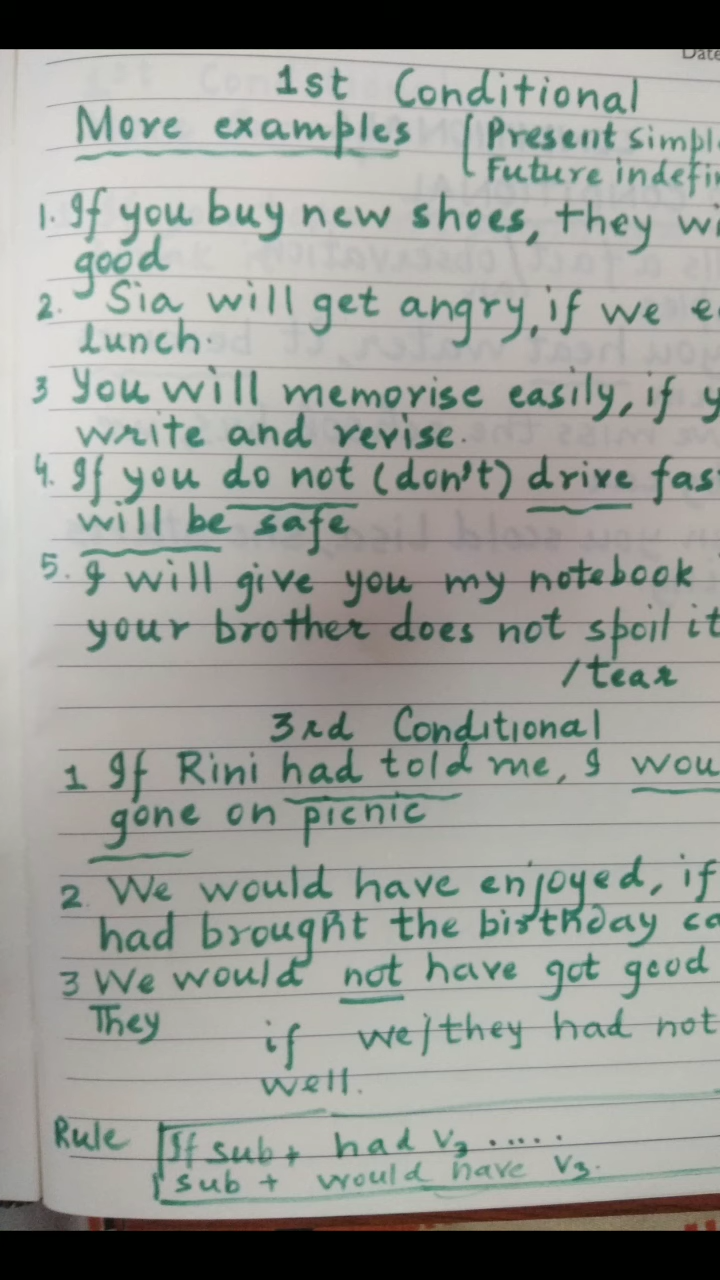 Date
1st Conditional
More examples [ Present simpl
Future indefin
1. If you buy new shoes, they wi
good
2. Sia will get angry, if we e
lunch.
3 You will memorise easily, if y
write and revise.
4. If you do not (don't) drive fas
will be safe
5. I will give you my notebook
your brother does not spoil it
/tear
3rd Conditional
1 If Rini had told me, I wou
gone on picnic
2. We would have enjoyed, if
had brought the birthday ca
3 We would not have got good
They
if we/they had not
well.
Rule If sub + had V3 .....
sub + would have V3.